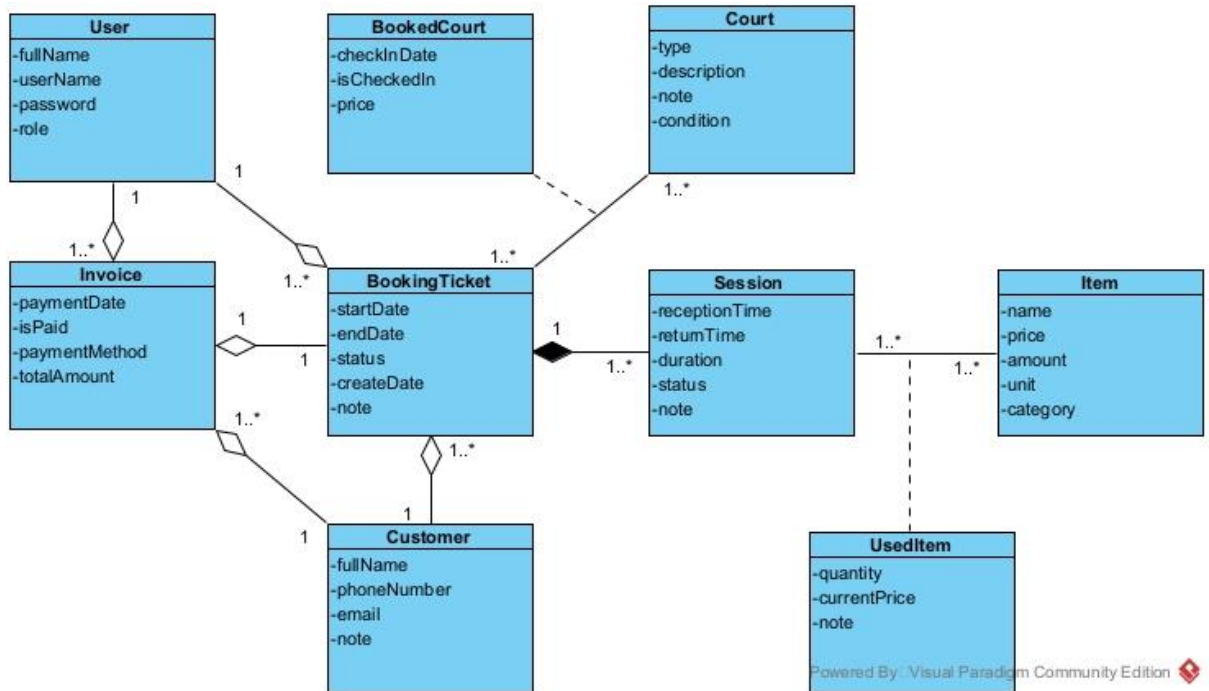 User
-fullName
-userName
-password
-role
BookedCourt
-checkInDate
-isCheckedIn
-price
Court
-type
-description
-note
-condition
1
1
1..*
1..*
1..*
1..*
Invoice
-paymentDate
-isPaid
-paymentMethod
-totalAmount
1
1
BookingTicket
-startDate
-endDate
-status
-createDate
-note
1
1..*
Session
-receptionTime
-returnTime
-duration
-status
-note
1..*
1..*
Item
-name
-price
-amount
-unit
-category
1..*
1..*
1
1
Customer
-fullName
-phoneNumber
-email
-note
UsedItem
-quantity
-currentPrice
-note
Powered By: Visual Paradigm Community Edition